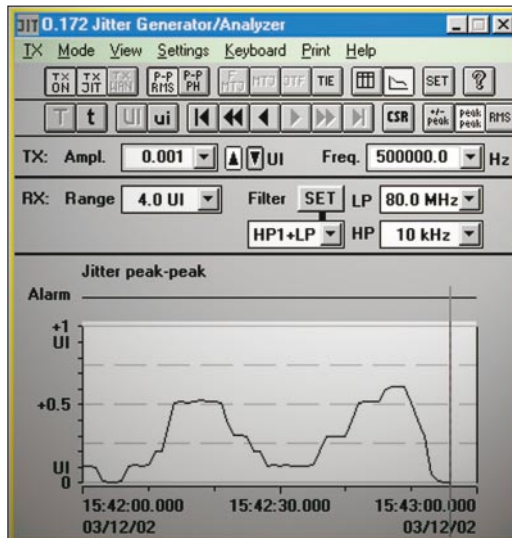 JIT O.172 Jitter Generator/Analyzer
TX Mode View Settings Keyboard Print Help
TX ON TX JIT TX WAN P-P RMS P-P PH F MTJ MTJ JTF TIE SET ?
T t UI ui CSR +/- peak peak peak RMS
TX: Ampl. 0.001 UI Freq. 500000.0 Hz
RX: Range 4.0 UI Filter SET LP 80.0 MHz
HP1+LP HP 10 kHz
Jitter peak-peak
Alarm
+1
UI
+0.5
UI
0
15:42:00.000 15:42:30.000 15:43:00.000
03/12/02 03/12/02